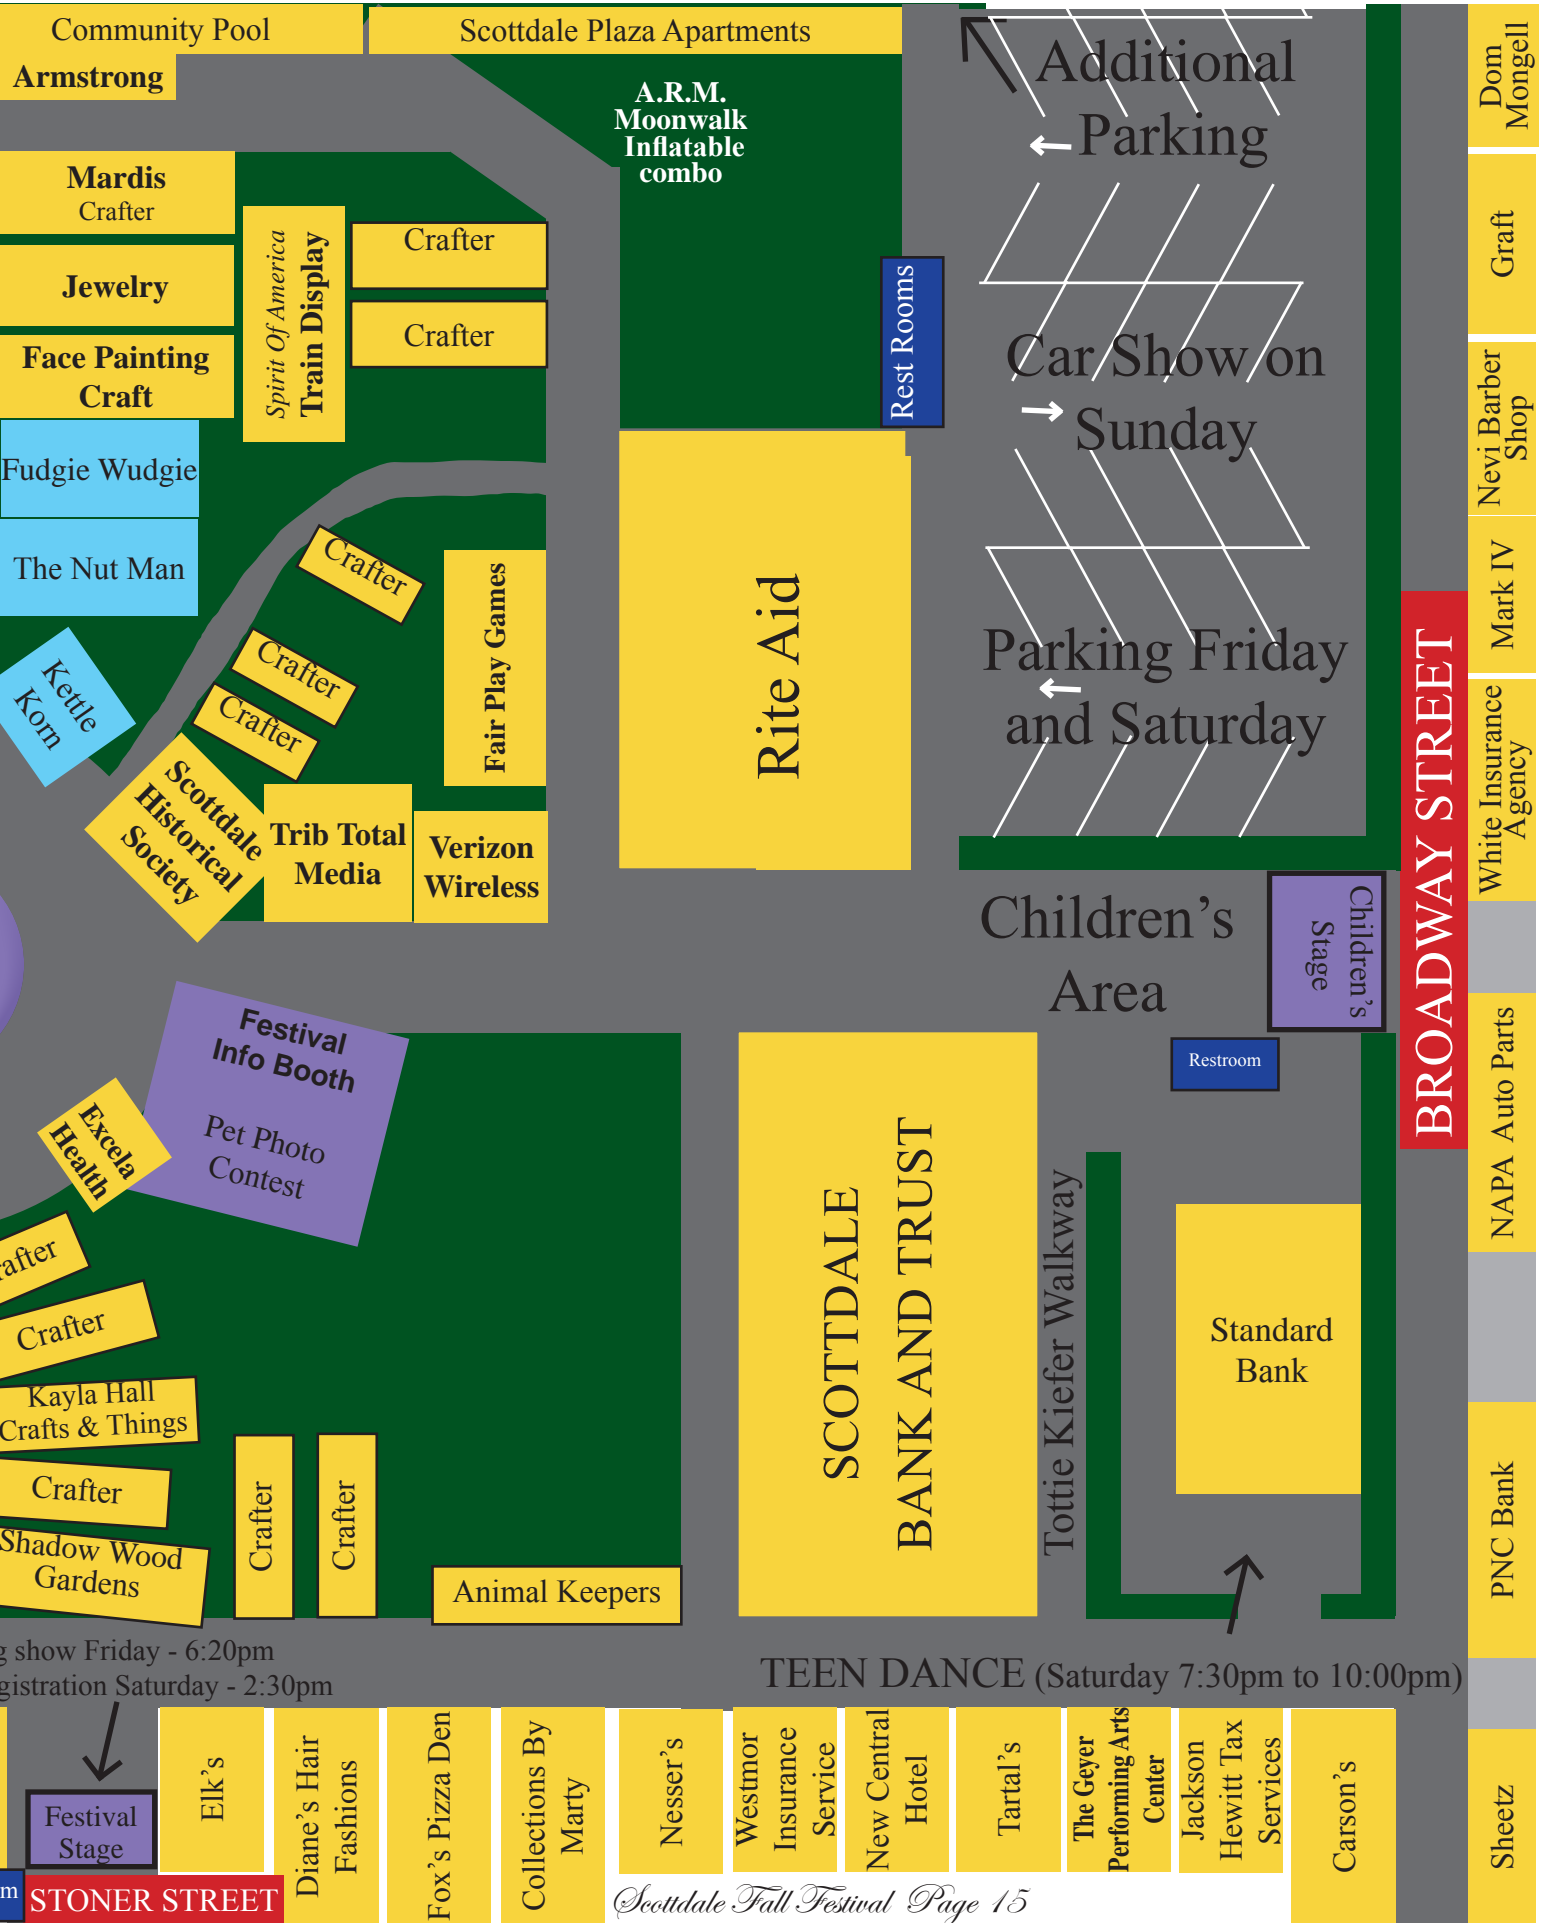 Community Pool
Scottdale Plaza Apartments
Armstrong
A.R.M.
Moonwalk
Inflatable
combo
Additional
Parking
Dom
Mongell
Mardis
Crafter
Jewelry
Face Painting
Craft
Spirit Of America
Train Display
Crafter
Crafter
Rest Rooms
Graft
Car Show on
Sunday
Nevi Barber
Shop
Fudgie Wudgie
The Nut Man
Kettle
Korn
Crafter
Crafter
Crafter
Fair Play Games
Rite Aid
Mark IV
Parking Friday
and Saturday
White Insurance
Agency
BROADWAY STREET
Scottdale
Historical
Society
Trib Total
Media
Verizon
Wireless
Children's
Area
Children's
Stage
Restroom
NAPA Auto Parts
Festival
Info Booth
Pet Photo
Contest
Excela
Health
rafter
Crafter
Kayla Hall
Crafts & Things
Crafter
Shadow Wood
Gardens
Crafter
Crafter
Animal Keepers
SCOTTDALE
BANK AND TRUST
Tottie Kiefer Walkway
Standard
Bank
PNC Bank
g show Friday - 6:20pm
gistration Saturday - 2:30pm
TEEN DANCE (Saturday 7:30pm to 10:00pm)
Festival
Stage
m
STONER STREET
Elk's
Diane's Hair
Fashions
Fox's Pizza Den
Collections By
Marty
Nesser's
Westmor
Insurance
Service
New Central
Hotel
Tartal's
The Geyer
Performing Arts
Center
Jackson
Hewitt Tax
Services
Carson's
Sheetz
Scottdale Fall Festival Page 15